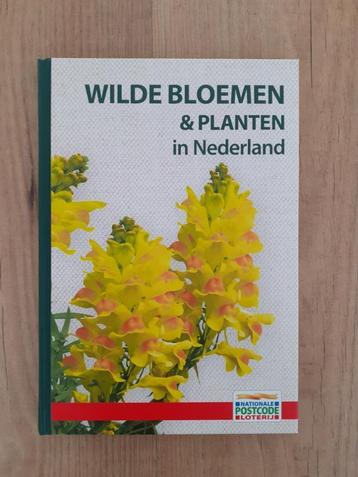 WILDE BLOEMEN
& PLANTEN
in Nederland
NATIONALE
POSTCODE
LOTERIJ